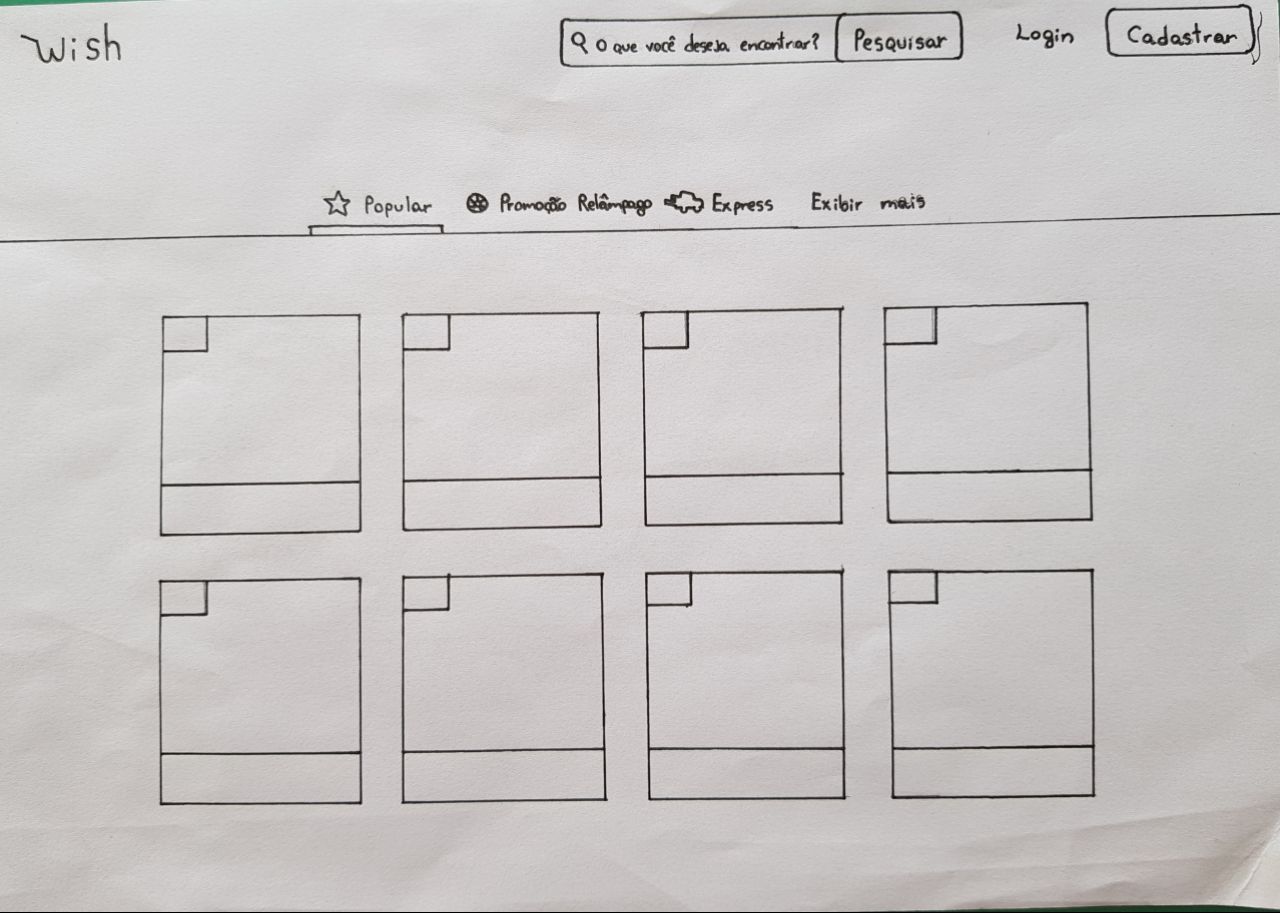 Wish
O que você deseja encontrar? Pesquisar Login Cadastrar
Popular Promoção Relâmpago Express Exibir mais